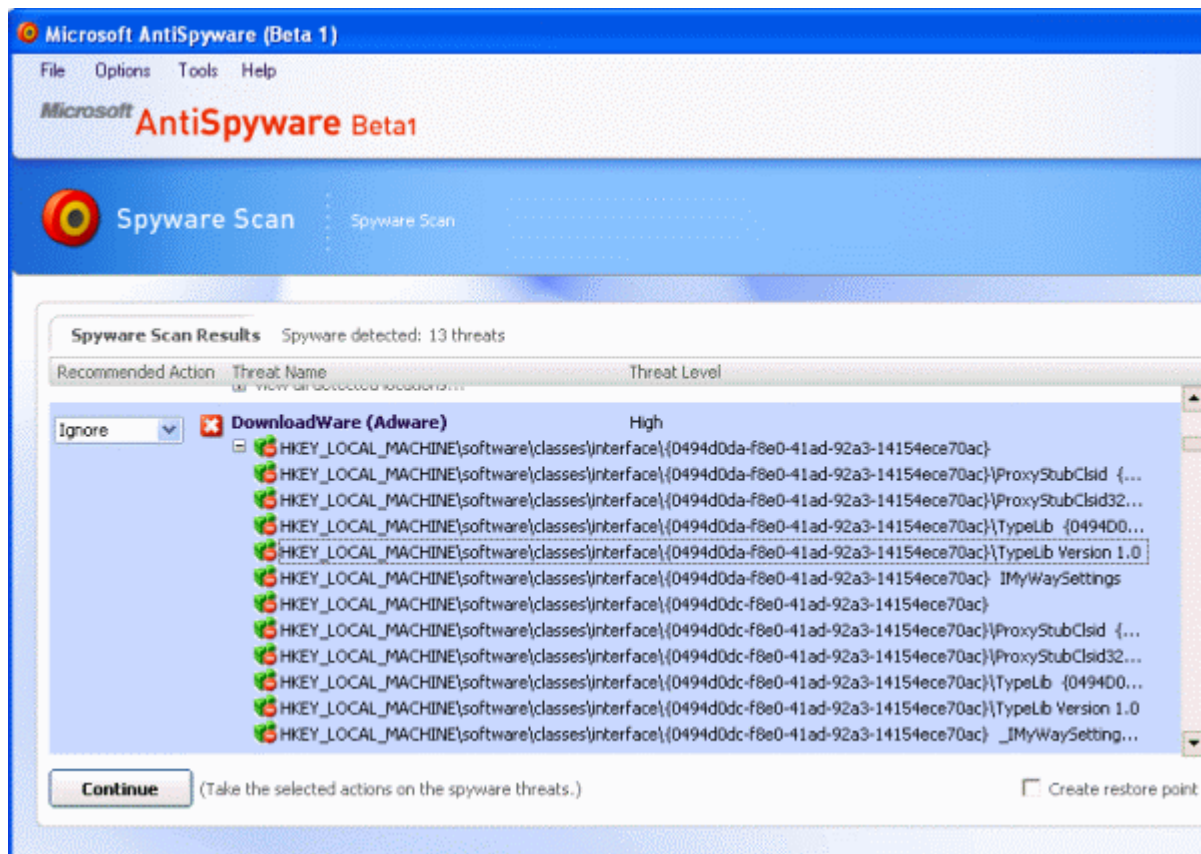 Microsoft AntiSpyware (Beta 1)
File Options Tools Help
Microsoft AntiSpyware Beta1
Spyware Scan Spyware Scan
Spyware Scan Results Spyware detected: 13 threats
Recommended Action Threat Name Threat Level
View all detected locations...
Ignore DownloadWare (Adware) High
HKEY_LOCAL_MACHINE\software\classes\interface\{0494d0da-f8e0-41ad-92a3-14154ece70ac}
HKEY_LOCAL_MACHINE\software\classes\interface\{0494d0da-f8e0-41ad-92a3-14154ece70ac}\ProxyStubClsid {...
HKEY_LOCAL_MACHINE\software\classes\interface\{0494d0da-f8e0-41ad-92a3-14154ece70ac}\ProxyStubClsid32...
HKEY_LOCAL_MACHINE\software\classes\interface\{0494d0da-f8e0-41ad-92a3-14154ece70ac}\TypeLib {0494D0...
HKEY_LOCAL_MACHINE\software\classes\interface\{0494d0da-f8e0-41ad-92a3-14154ece70ac}\TypeLib Version 1.0
HKEY_LOCAL_MACHINE\software\classes\interface\{0494d0da-f8e0-41ad-92a3-14154ece70ac} IMyWaySettings
HKEY_LOCAL_MACHINE\software\classes\interface\{0494d0dc-f8e0-41ad-92a3-14154ece70ac}
HKEY_LOCAL_MACHINE\software\classes\interface\{0494d0dc-f8e0-41ad-92a3-14154ece70ac}\ProxyStubClsid {...
HKEY_LOCAL_MACHINE\software\classes\interface\{0494d0dc-f8e0-41ad-92a3-14154ece70ac}\ProxyStubClsid32...
HKEY_LOCAL_MACHINE\software\classes\interface\{0494d0dc-f8e0-41ad-92a3-14154ece70ac}\TypeLib {0494D0...
HKEY_LOCAL_MACHINE\software\classes\interface\{0494d0dc-f8e0-41ad-92a3-14154ece70ac}\TypeLib Version 1.0
HKEY_LOCAL_MACHINE\software\classes\interface\{0494d0dc-f8e0-41ad-92a3-14154ece70ac} _IMyWaySetting...
Continue (Take the selected actions on the spyware threats.) Create restore point